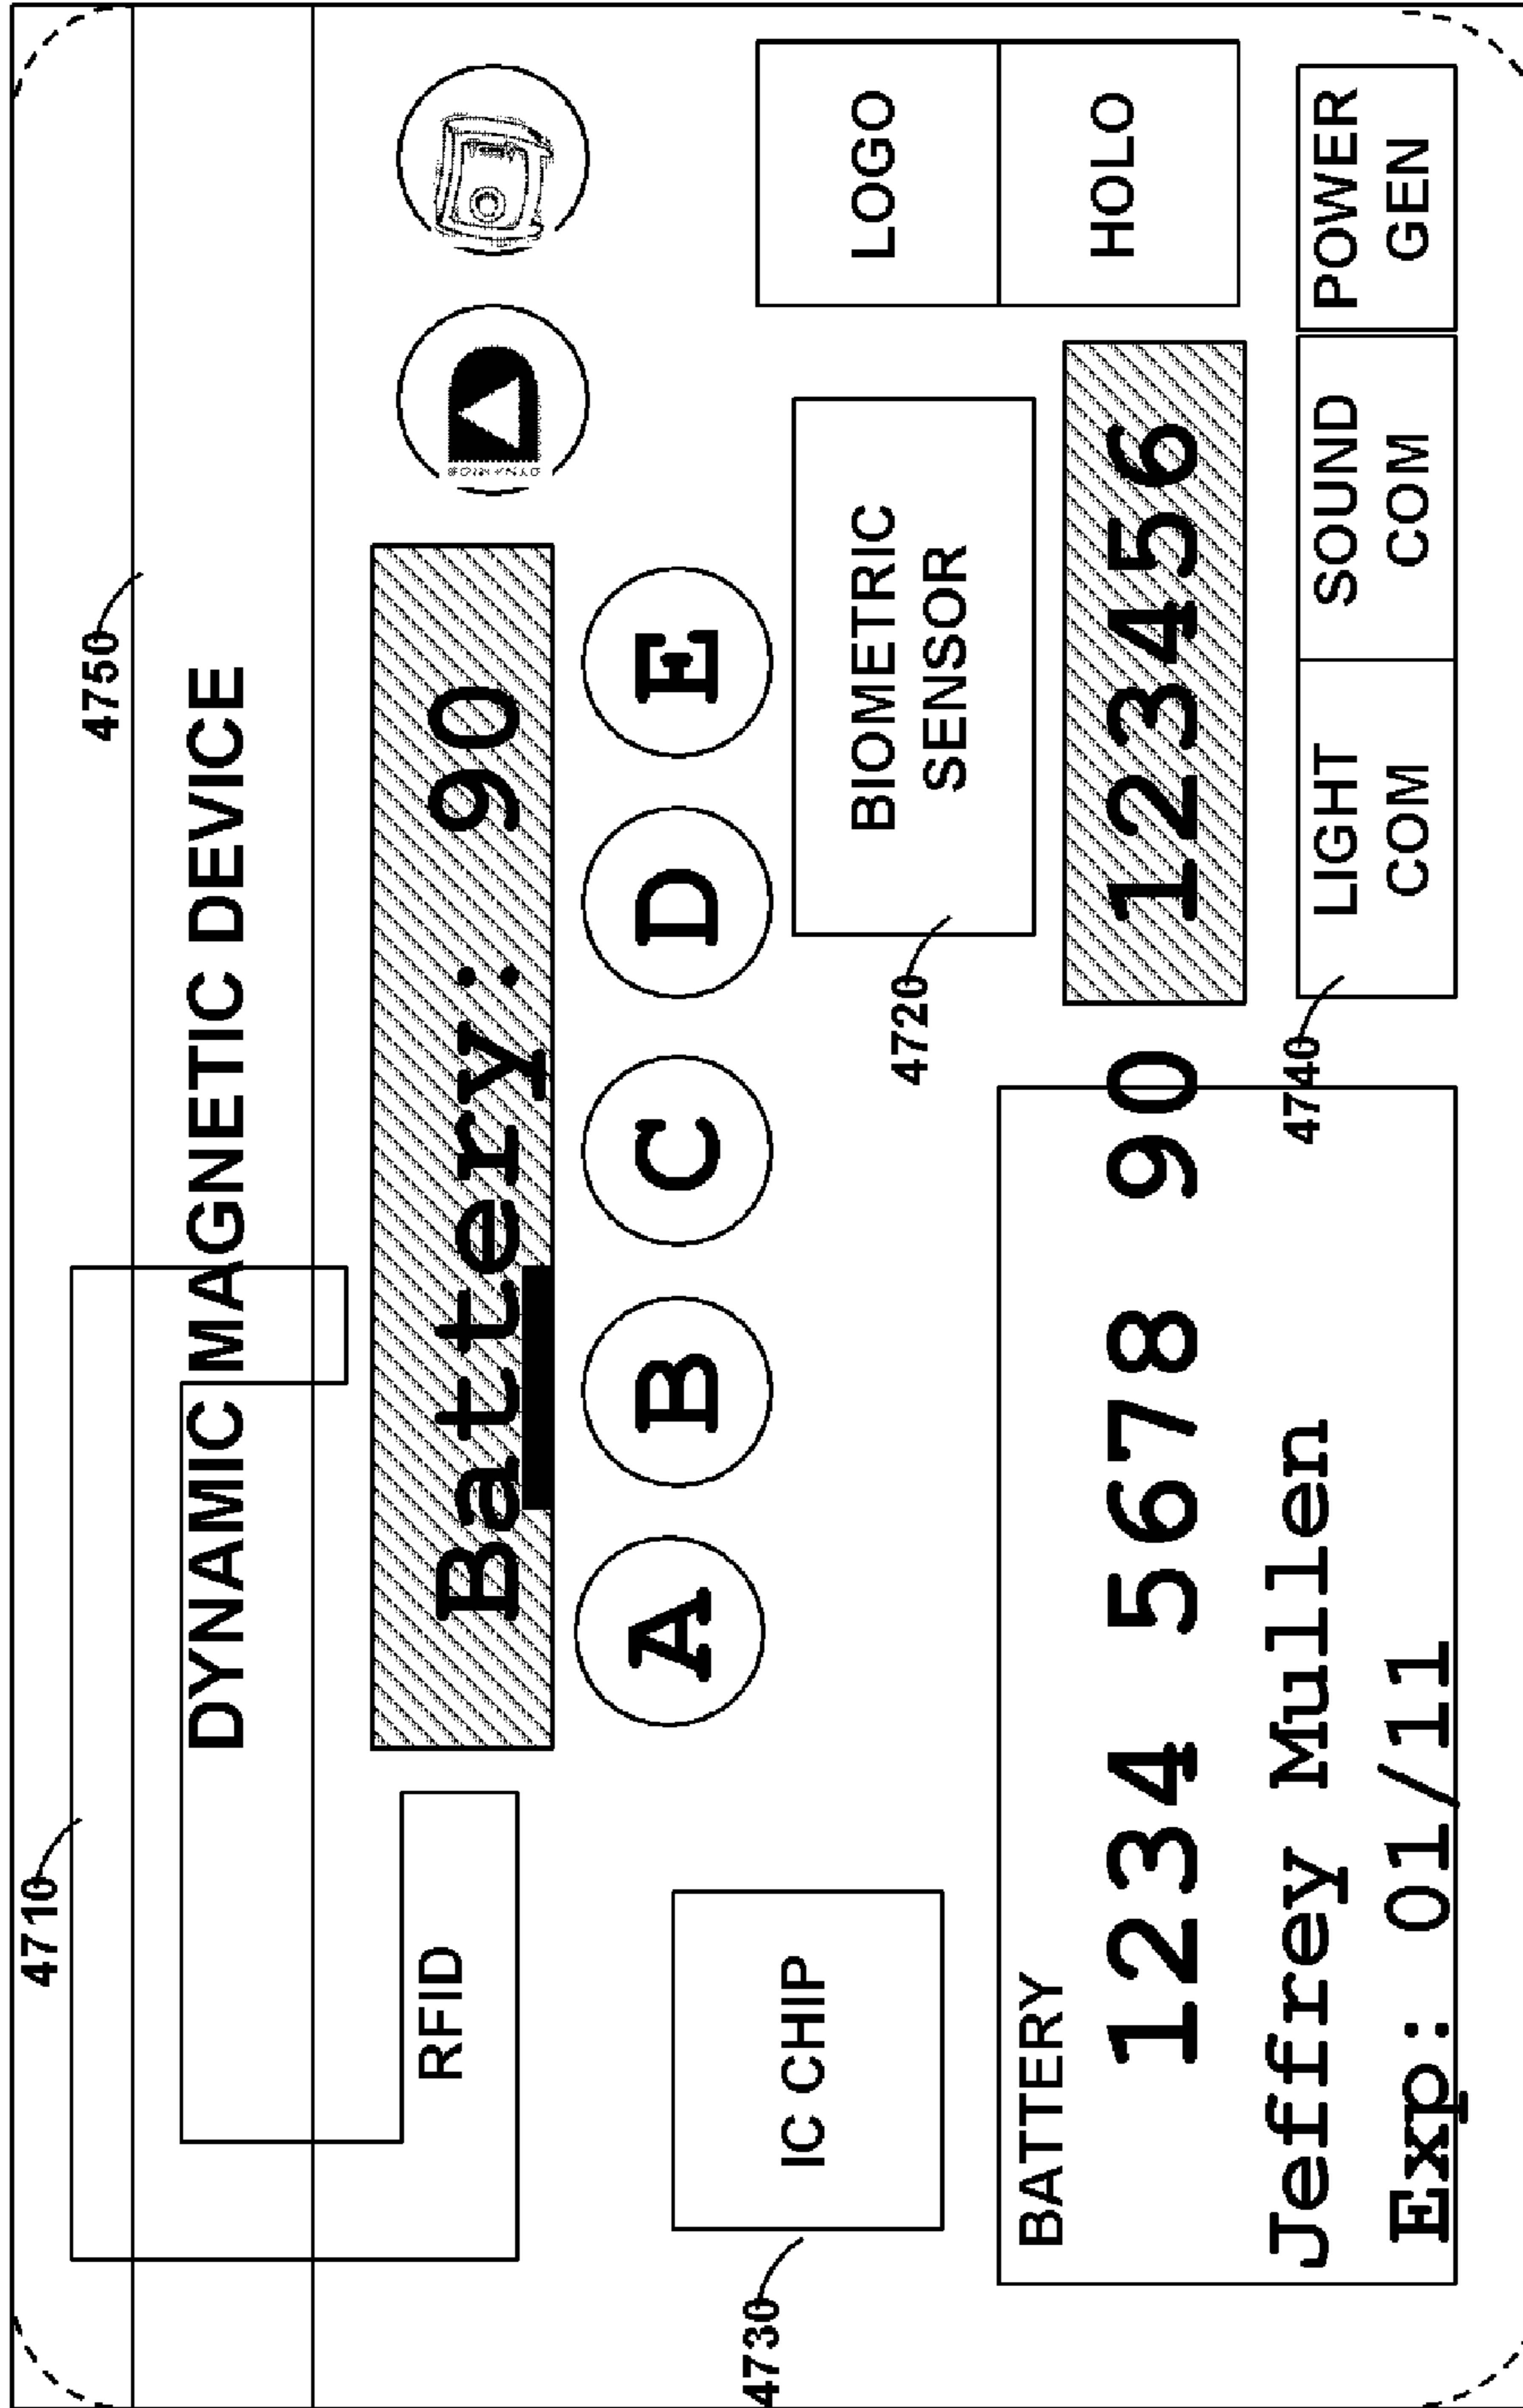 4710
4750
DYNAMIC MAGNETIC DEVICE
RFID
Battery: 90
A B C D E
IC CHIP
4730
BIOMETRIC
SENSOR
4720
LOGO
HOLO
BATTERY
1234 5678 90 123456
Jeffrey Mullen
Exp: 01/11
4740
LIGHT
COM
SOUND
COM
POWER
GEN